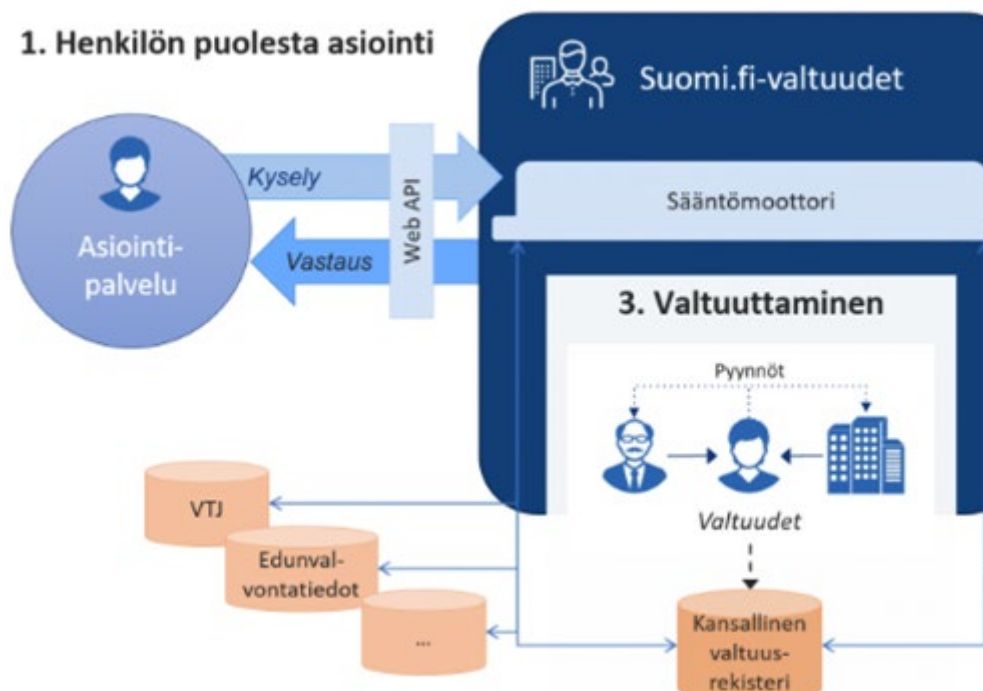 1. Henkilön puolesta asiointi
Suomi.fi-valtuudet
Kysely
Web API
Sääntömoottori
Asiointi-
palvelu
Vastaus
3. Valtuuttaminen
Pyynnöt
VTJ
Valtuudet
Edunval-
vontatiedot
...
Kansallinen
valtuus-
rekisteri